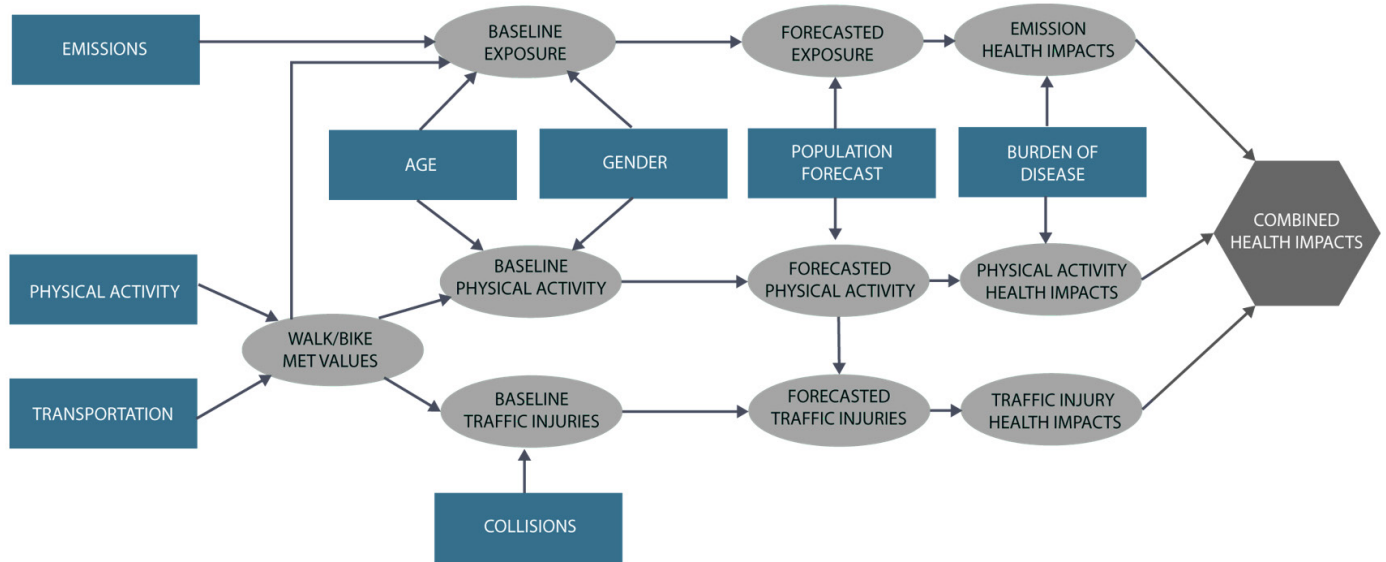 EMISSIONS
BASELINE
EXPOSURE
FORECASTED
EXPOSURE
EMISSION
HEALTH IMPACTS
AGE
GENDER
POPULATION
FORECAST
BURDEN OF
DISEASE
COMBINED
HEALTH IMPACTS
PHYSICAL ACTIVITY
BASELINE
PHYSICAL ACTIVITY
FORECASTED
PHYSICAL ACTIVITY
PHYSICAL ACTIVITY
HEALTH IMPACTS
WALK/BIKE
MET VALUES
TRANSPORTATION
BASELINE
TRAFFIC INJURIES
FORECASTED
TRAFFIC INJURIES
TRAFFIC INJURY
HEALTH IMPACTS
COLLISIONS